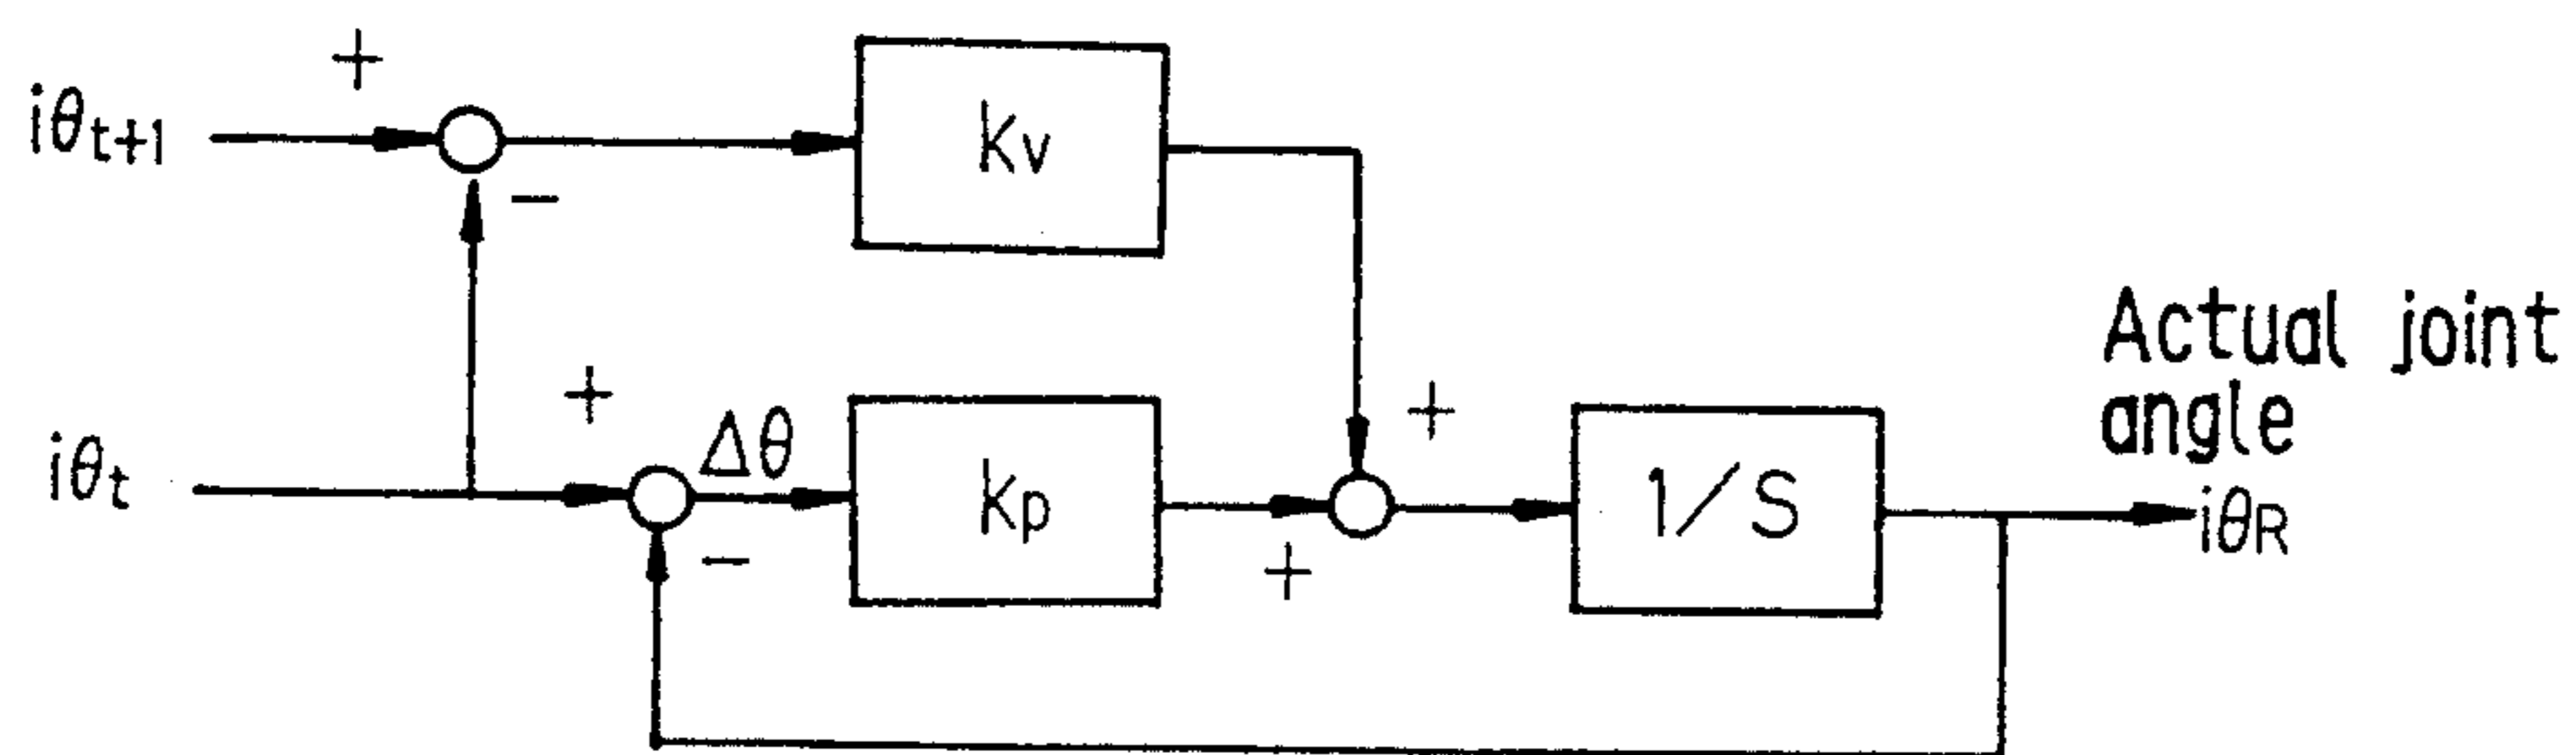 +
iθt+1
kv
−
Actual joint
angle
iθR
+
Δθ
+
iθt
kp
1/S
−
+